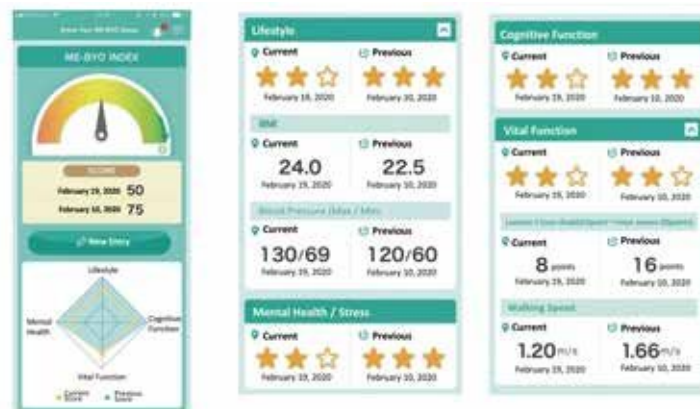 ME-BYO INDEX
SCORE
February 19, 2020 50
February 10, 2020 75
New Entry
Lifestyle
Mental Health
Cognitive Function
Vital Function
Current Score
Previous Score
Lifestyle
Current
Previous
February 19, 2020
February 10, 2020
BMI
Current
Previous
24.0
22.5
February 19, 2020
February 10, 2020
Blood Pressure (Max / Min)
Current
Previous
130/69
120/60
February 19, 2020
February 10, 2020
Mental Health / Stress
Current
Previous
February 19, 2020
February 10, 2020
Cognitive Function
Current
Previous
February 19, 2020
February 10, 2020
Vital Function
Current
Previous
February 19, 2020
February 10, 2020
Current
Previous
8 points
16 points
February 19, 2020
February 10, 2020
Walking Speed
Current
Previous
1.20 m/s
1.66 m/s
February 19, 2020
February 10, 2020